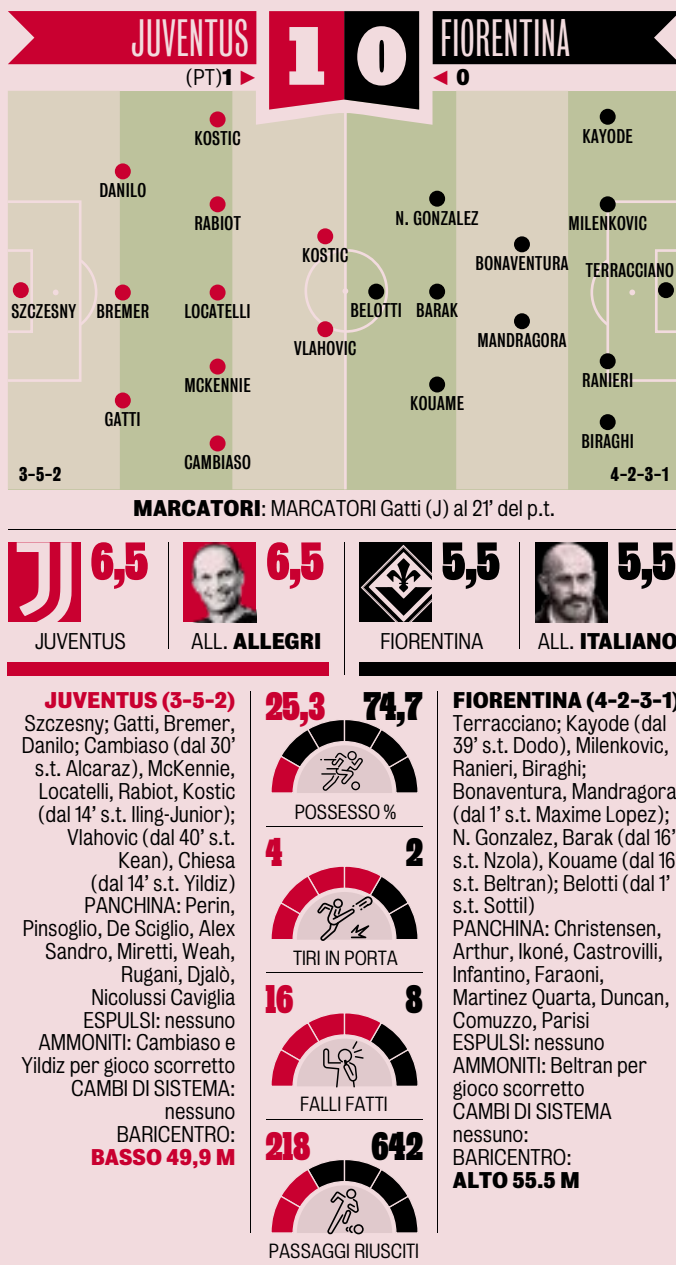 JUVENTUS
1
0
FIORENTINA
(PT)1
0
KOSTIC
DANILO
RABIOT
KOSTIC
SZCZESNY
BREMER
LOCATELLI
VLAHOVIC
MCKENNIE
GATTI
CAMBIASO
3-5-2
KAYODE
N. GONZALEZ
MILENKOVIC
BONAVENTURA
TERRACCIANO
BELOTTI
BARAK
MANDRAGORA
RANIERI
KOUAME
BIRAGHI
4-2-3-1
MARCATORI: MARCATORI Gatti (J) al 21' del p.t.
6,5
JUVENTUS
6,5
ALL. ALLEGRI
5,5
FIORENTINA
5,5
ALL. ITALIANO
JUVENTUS (3-5-2)
Szczesny; Gatti, Bremer,
Danilo; Cambiaso (dal 30'
s.t. Alcaraz), McKennie,
Locatelli, Rabiot, Kostic
(dal 14' s.t. Iling-Junior);
Vlahovic (dal 40' s.t.
Kean), Chiesa
(dal 14' s.t. Yildiz)
PANCHINA: Perin,
Pinsoglio, De Sciglio, Alex
Sandro, Miretti, Weah,
Rugani, Djalò,
Nicolussi Caviglia
ESPULSI: nessuno
AMMONITI: Cambiaso e
Yildiz per gioco scorretto
CAMBI DI SISTEMA:
nessuno
BARICENTRO:
BASSO 49,9 M
25,3 74,7
POSSESSO %
4 2
TIRI IN PORTA
16 8
FALLI FATTI
218 642
PASSAGGI RIUSCITI
FIORENTINA (4-2-3-1)
Terracciano; Kayode (dal
39' s.t. Dodo), Milenkovic,
Ranieri, Biraghi;
Bonaventura, Mandragora
(dal 1' s.t. Maxime Lopez);
N. Gonzalez, Barak (dal 16'
s.t. Nzola), Kouame (dal 16
s.t. Beltran); Belotti (dal 1'
s.t. Sottil)
PANCHINA: Christensen,
Arthur, Ikoné, Castrovilli,
Infantino, Faraoni,
Martinez Quarta, Duncan,
Comuzzo, Parisi
ESPULSI: nessuno
AMMONITI: Beltran per
gioco scorretto
CAMBI DI SISTEMA
nessuno:
BARICENTRO:
ALTO 55.5 M